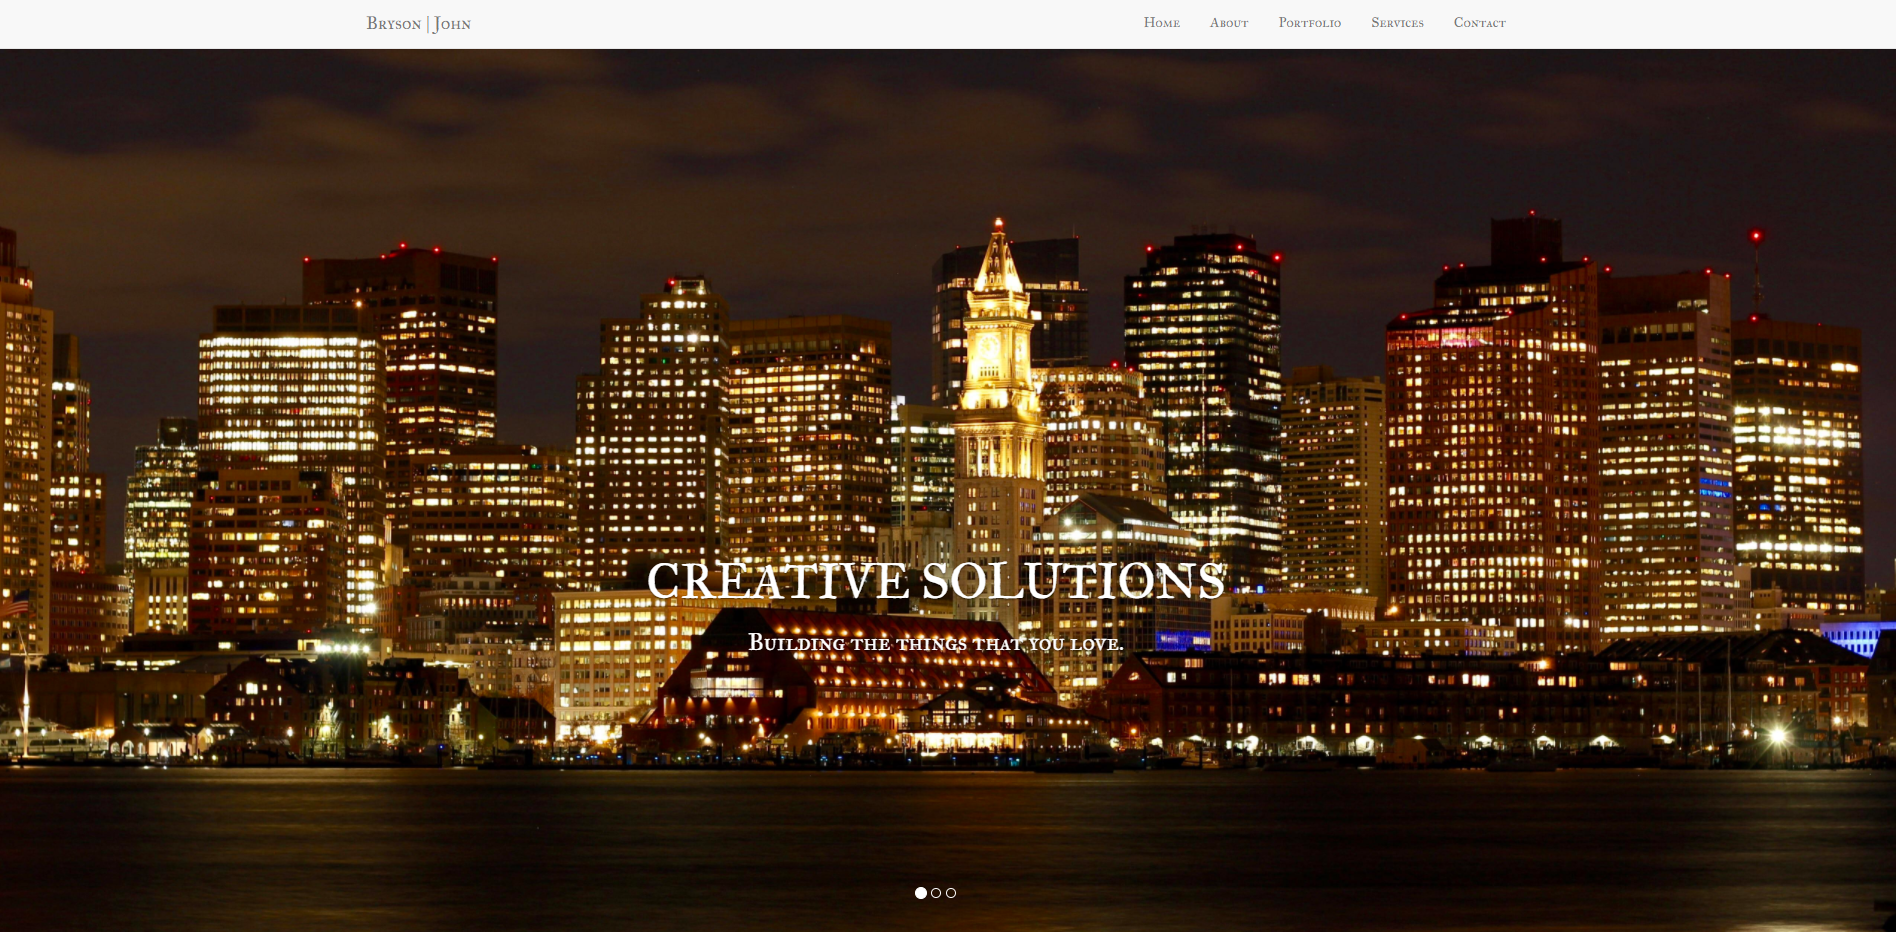 Bryson | John
Home About Portfolio Services Contact
CREATIVE SOLUTIONS
Building the things that you love.